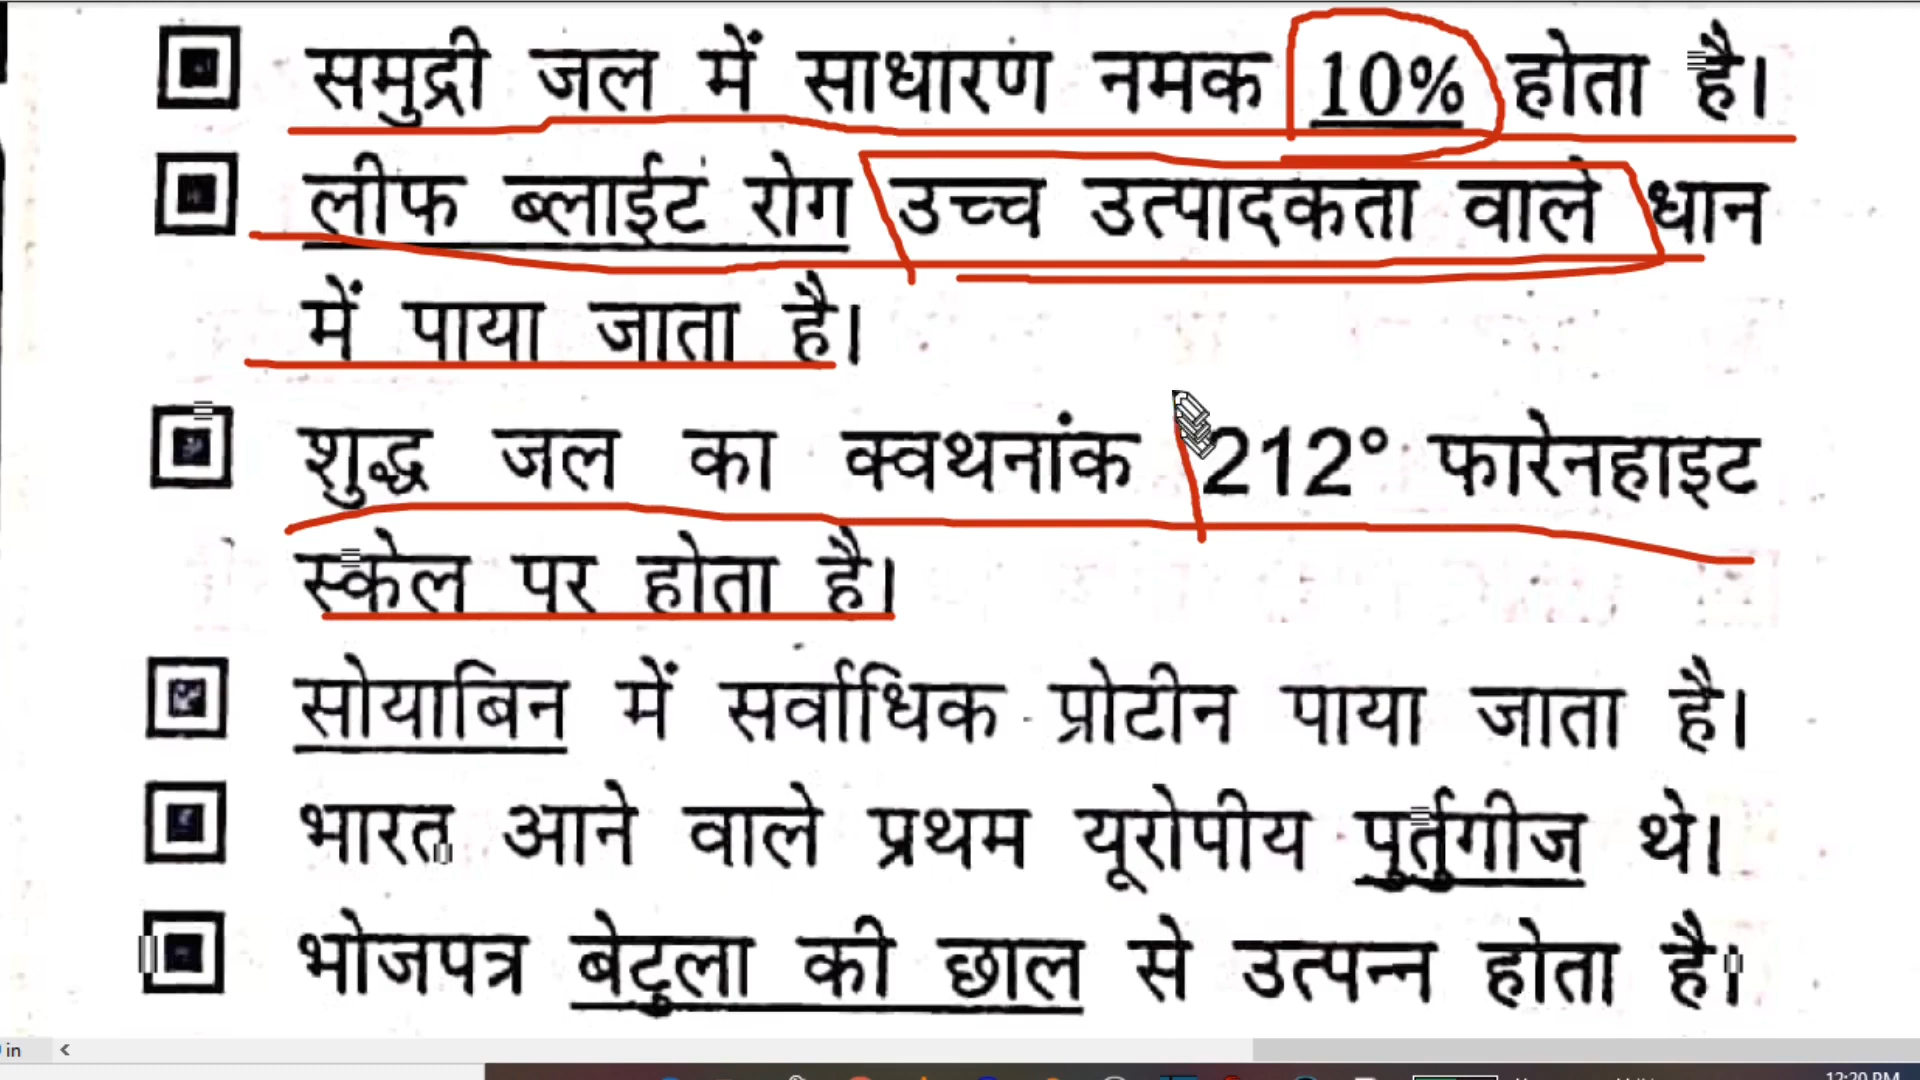 समुद्री जल में साधारण नमक 10% होता है।
लीफ ब्लाईट रोग उच्च उत्पादकता वाले धान
में पाया जाता है।
शुद्ध जल का क्वथनांक 212° फारेनहाइट
स्केल पर होता है।
सोयाबिन में सर्वाधिक प्रोटीन पाया जाता है।
भारत आने वाले प्रथम यूरोपीय पुर्तुगीज थे।
भोजपत्र बेटुला की छाल से उत्पन्न होता है।
in